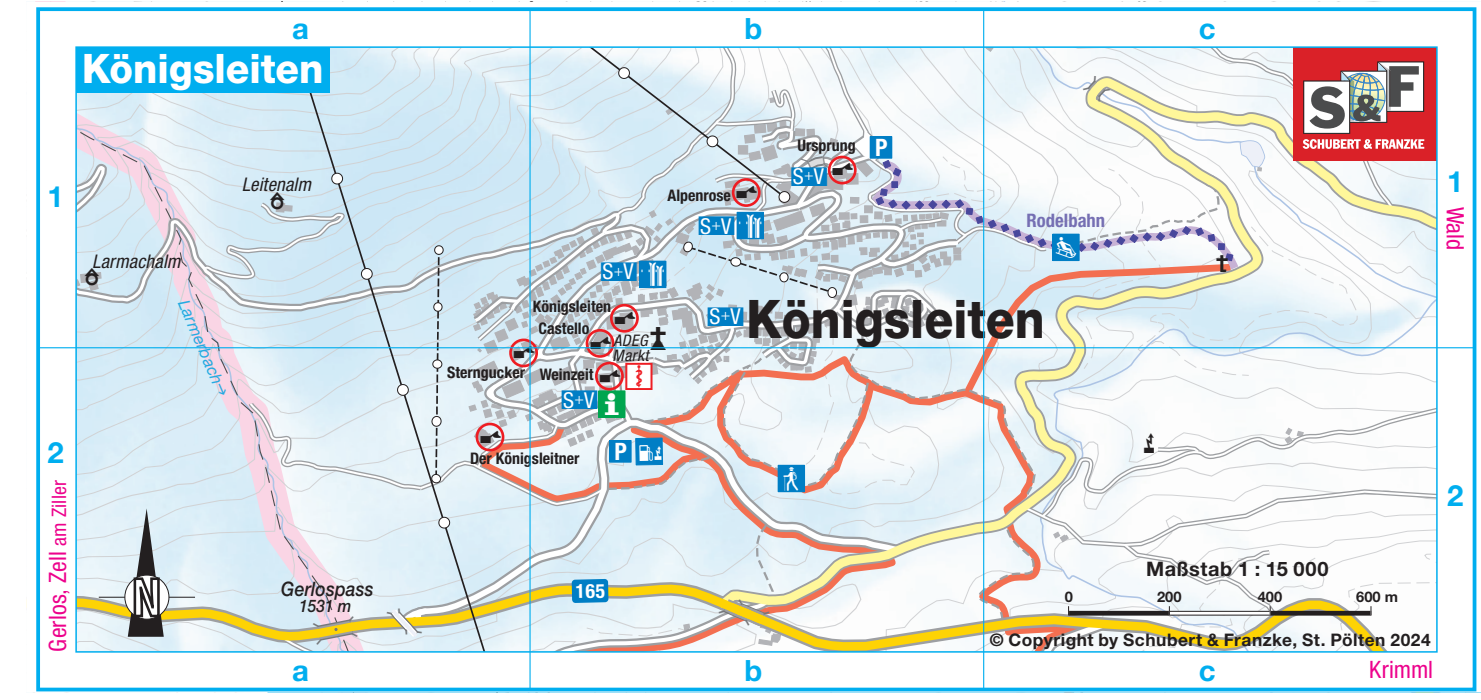 a
b
c
Königsleiten
S&F
SCHUBERT & FRANZKE
1
1
Wald
Ursprung
P
S+V
Alpenrose
Leitenalm
S+V
Rodelbahn
Larmachalm
S+V
Larmerbach
Königsleiten
S+V
Königsleiten
Castello
ADEG
Markt
Sterngucker
Weinzeit
S+V
i
P
Der Königsleitner
2
2
Gerlos, Zell am Ziller
N
Gerlospass
1531 m
165
Maßstab 1 : 15 000
0 200 400 600 m
© Copyright by Schubert & Franzke, St. Pölten 2024
a
b
c
Krimml